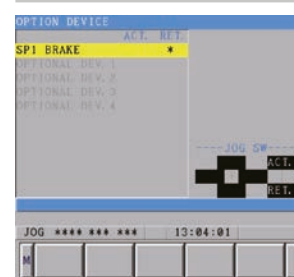 OPTION DEVICE
ACT. RET.
SP1 BRAKE *
OPTIONAL DEV. 1
OPTIONAL DEV. 2
OPTIONAL DEV. 3
OPTIONAL DEV. 4
----JOG SW----
ACT.
RET.
JOG **** *** *** 13:04:01
M